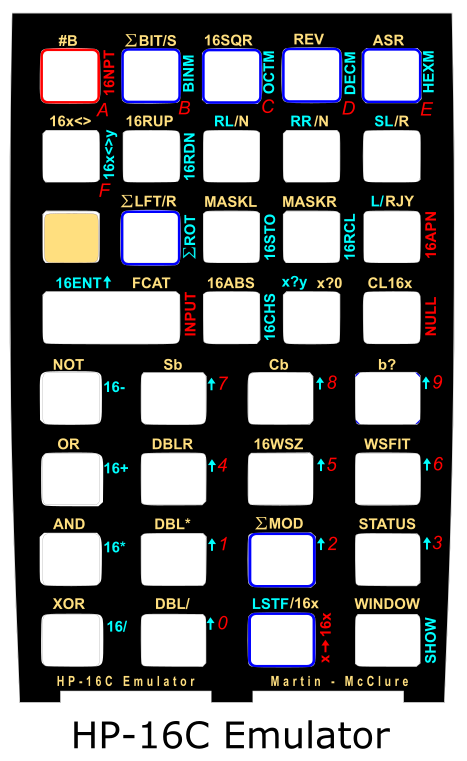 #B ΣBIT/S 16SQR REV ASR
16NPT BINM OCTM DECM HEXM
A B C D E
16x<> 16RUP RL/N RR/N SL/R
16x<>y 16RDN
F
ΣLFT/R MASKL MASKR L/RJY
ΣROT 16STO 16RCL 16APN
16ENT↑ FCAT 16ABS x?y x?0 CL16x
INPUT 16CHS NULL
NOT Sb Cb b?
16- ↑7 ↑8 ↑9
OR DBLR 16WSZ WSFIT
16+ ↑4 ↑5 ↑6
AND DBL* ΣMOD STATUS
16* ↑1 ↑2 ↑3
XOR DBL/ LSTF/16x WINDOW
16/ ↑0 x→16x SHOW
HP-16C Emulator Martin - McClure
HP-16C Emulator